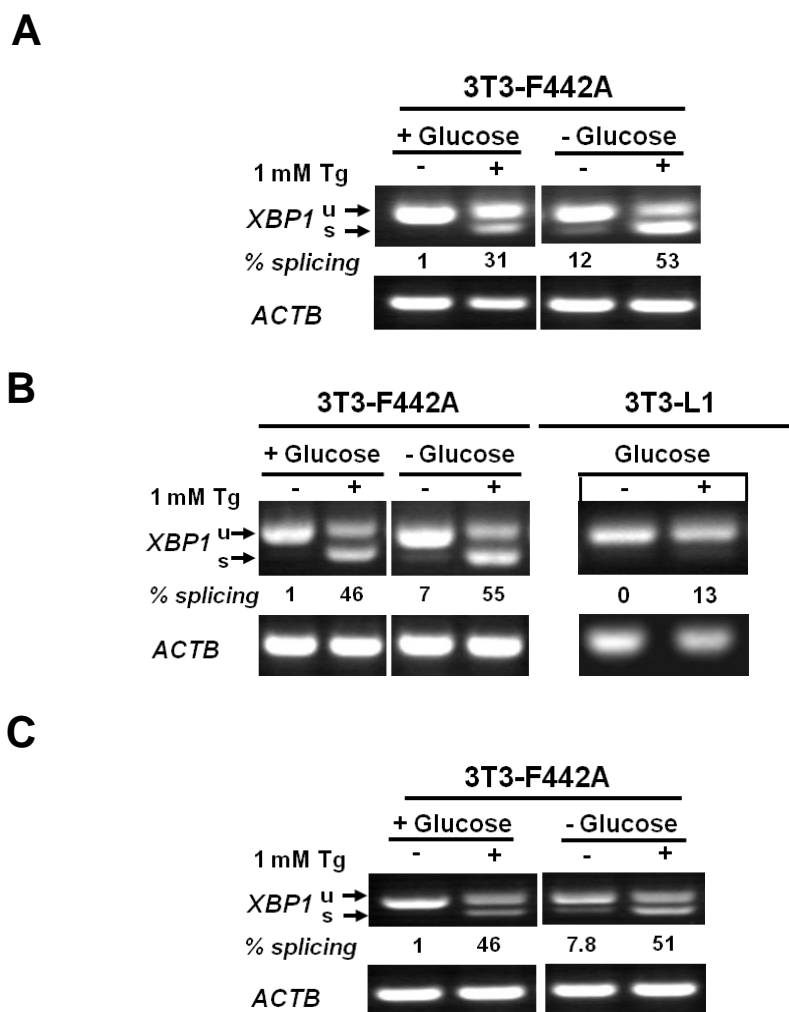 A
3T3-F442A
+ Glucose - Glucose
1 mM Tg - + - +
XBP1 u
s
% splicing 1 31 12 53
ACTB
B
3T3-F442A 3T3-L1
+ Glucose - Glucose Glucose
1 mM Tg - + - + - +
XBP1 u
s
% splicing 1 46 7 55 0 13
ACTB
C
3T3-F442A
+ Glucose - Glucose
1 mM Tg - + - +
XBP1 u
s
% splicing 1 46 7.8 51
ACTB